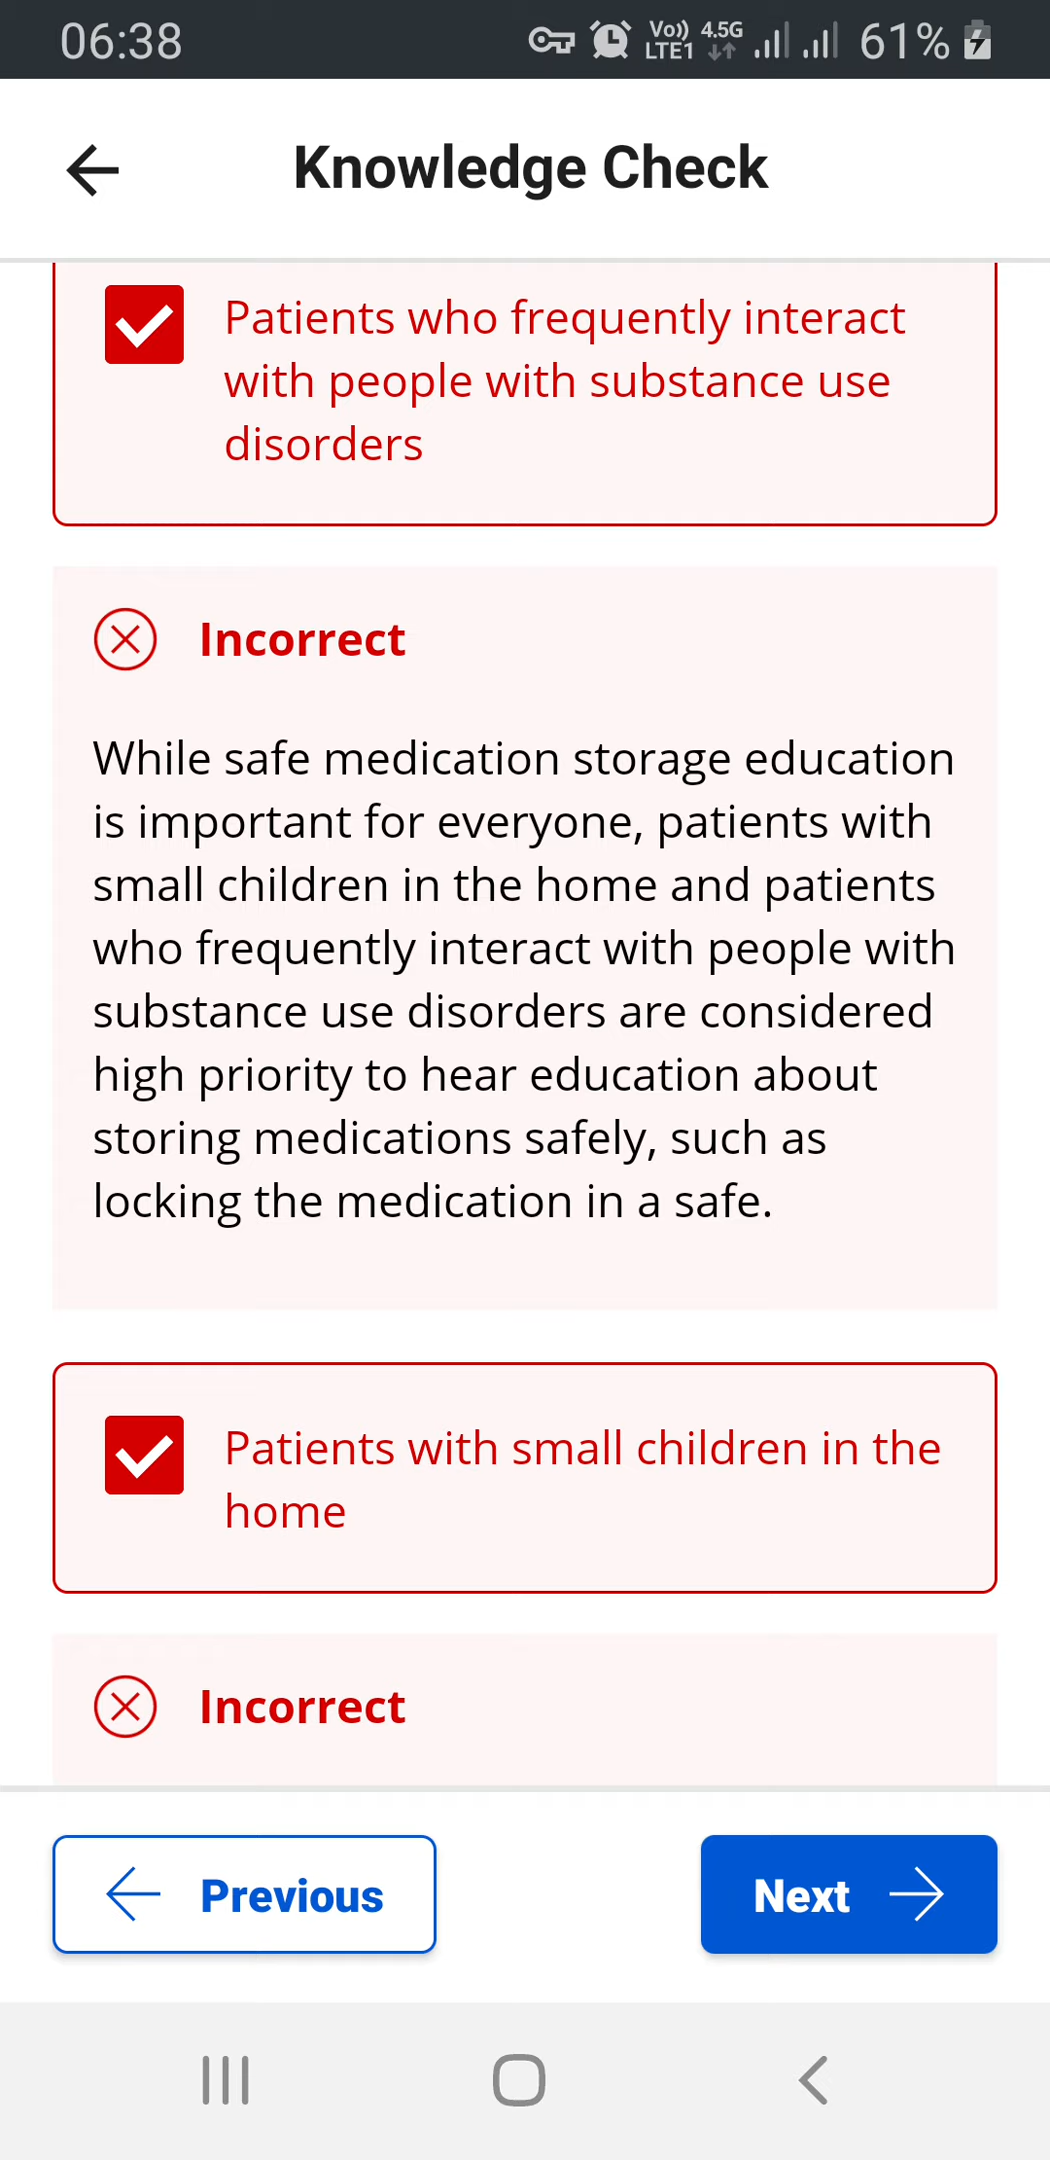 06:38 Vo)) LTE1 4.5G 61%
Knowledge Check
Patients who frequently interact
with people with substance use
disorders
Incorrect
While safe medication storage education
is important for everyone, patients with
small children in the home and patients
who frequently interact with people with
substance use disorders are considered
high priority to hear education about
storing medications safely, such as
locking the medication in a safe.
Patients with small children in the
home
Incorrect
Previous
Next